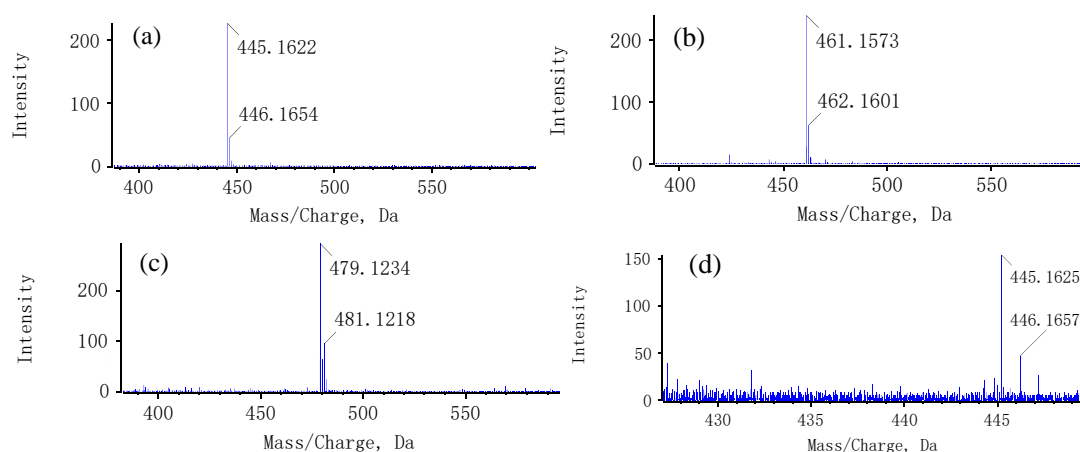 (a)
Intensity
200
100
0
445.1622
446.1654
400 450 500 550
Mass/Charge, Da
(b)
Intensity
200
100
0
461.1573
462.1601
400 450 500 550
Mass/Charge, Da
(c)
Intensity
200
100
0
479.1234
481.1218
400 450 500 550
Mass/Charge, Da
(d)
Intensity
150
100
50
0
445.1625
446.1657
430 435 440 445
Mass/Charge, Da